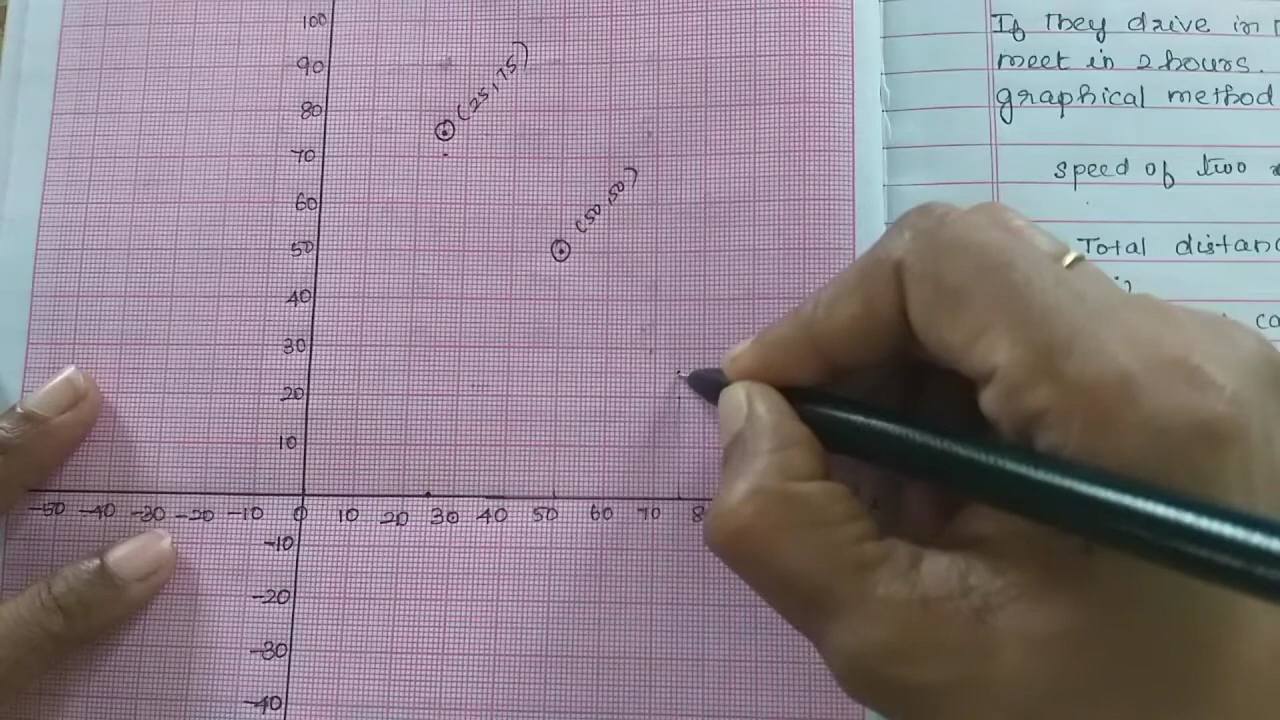 100
90
80
70
60
50
40
30
20
10
-50 -40 -30 -20 -10 0 10 20 30 40 50 60 70
-10
-20
-30
-40
(25, 75)
(50, 50)
If They drive in
meet in 2 hours.
graphical method
speed of two
Total distan